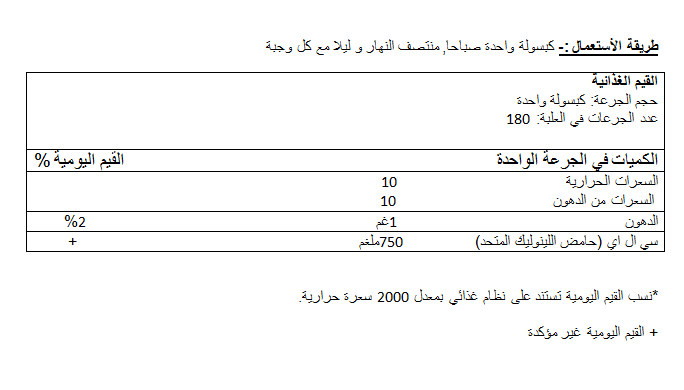 طريقة الأستعمال :- كبسولة واحدة صباحا, منتصف النهار و ليلا مع كل وجبة
القيم الغذائية
حجم الجرعة: كبسولة واحدة
عدد الجرعات في العلبة: 180
الكميات في الجرعة الواحدة القيم اليومية %
السعرات الحرارية 10
السعرات من الدهون 10
الدهون 1غم 2%
سي ال اي (حامض اللينوليك المتحد) 750ملغم +
*نسب القيم اليومية تستند على نظام غذائي بمعدل 2000 سعرة حرارية.
+ القيم اليومية غير مؤكدة